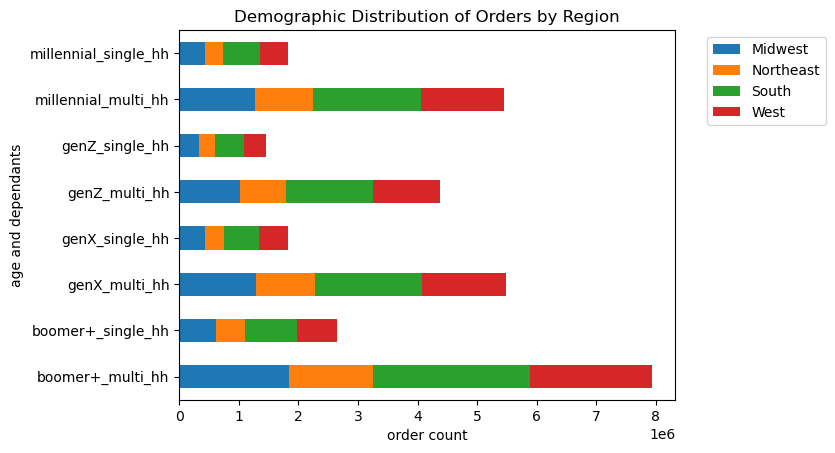 Demographic Distribution of Orders by Region
millennial_single_hh
millennial_multi_hh
genZ_single_hh
genZ_multi_hh
genX_single_hh
genX_multi_hh
boomer+_single_hh
boomer+_multi_hh
age and dependants
0 1 2 3 4 5 6 7 8
1e6
order count
Midwest
Northeast
South
West